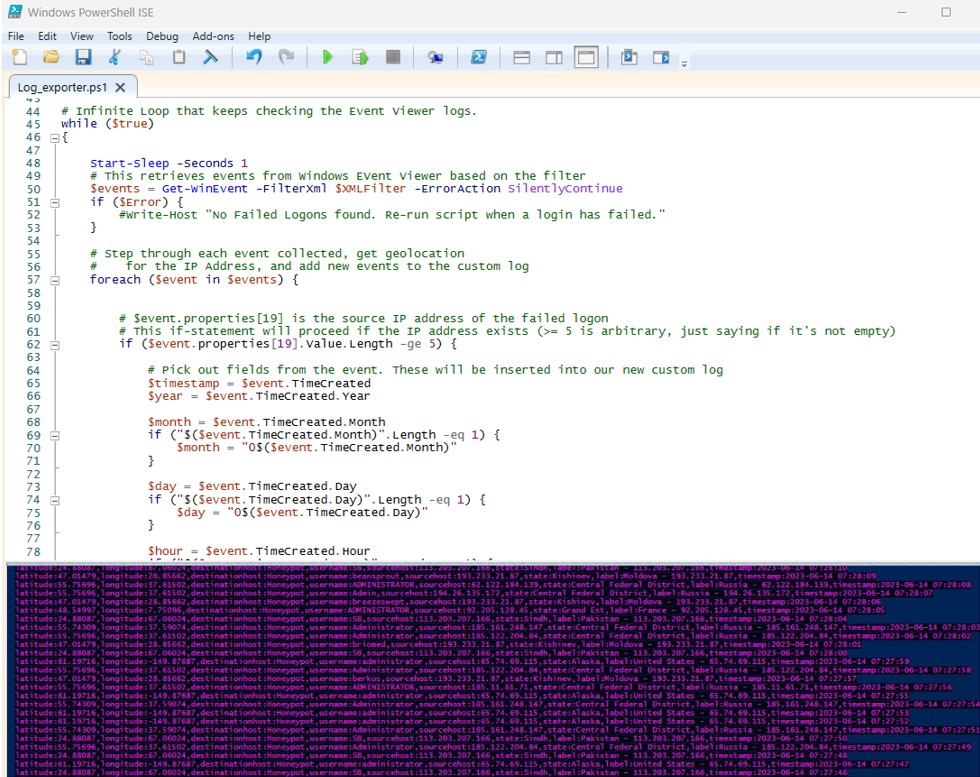 Windows PowerShell ISE
File Edit View Tools Debug Add-ons Help
Log_exporter.ps1
43
44 # Infinite Loop that keeps checking the Event Viewer logs.
45 while ($true)
46 {
47
48 Start-Sleep -Seconds 1
49 # This retrieves events from Windows EVent Viewer based on the filter
50 $events = Get-WinEvent -FilterXml $XMLFilter -ErrorAction SilentlyContinue
51 if ($Error) {
52 #Write-Host "No Failed Logons found. Re-run script when a login has failed."
53 }
54
55 # Step through each event collected, get geolocation
56 #    for the IP Address, and add new events to the custom log
57 foreach ($event in $events) {
58
59
60 # $event.properties[19] is the source IP address of the failed logon
61 # This if-statement will proceed if the IP address exists (>= 5 is arbitrary, just saying if it's not empty)
62 if ($event.properties[19].Value.Length -ge 5) {
63
64 # Pick out fields from the event. These will be inserted into our new custom log
65 $timestamp = $event.TimeCreated
66 $year = $event.TimeCreated.Year
67
68 $month = $event.TimeCreated.Month
69 if ("$($event.TimeCreated.Month)".Length -eq 1) {
70 $month = "0$($event.TimeCreated.Month)"
71 }
72
73 $day = $event.TimeCreated.Day
74 if ("$($event.TimeCreated.Day)".Length -eq 1) {
75 $day = "0$($event.TimeCreated.Day)"
76 }
77
78 $hour = $event.TimeCreated.Hour
latitude:24.88087,longitude:67.06024,destinationhost:Honeypot,username:SB,sourcehost:113.203.207.166,state:Sindh,label:Pakistan - 113.203.207.166,timestamp:2023-06-14 07:28:10
latitude:47.01479,longitude:28.85662,destinationhost:Honeypot,username:beansprout,sourcehost:193.233.21.87,state:Kishinev,label:Moldova - 193.233.21.87,timestamp:2023-06-14 07:28:09
latitude:55.75696,longitude:37.61502,destinationhost:Honeypot,username:ADMINISTRATOR,sourcehost:62.122.184.139,state:Central Federal District,label:Russia - 62.122.184.139,timestamp:2023-06-14 07:28:08
latitude:55.75696,longitude:37.61502,destinationhost:Honeypot,username:Admin,sourcehost:194.26.135.172,state:Central Federal District,label:Russia - 194.26.135.172,timestamp:2023-06-14 07:28:07
latitude:47.01479,longitude:28.85662,destinationhost:Honeypot,username:breezeswept,sourcehost:193.233.21.87,state:Kishinev,label:Moldova - 193.233.21.87,timestamp:2023-06-14 07:28:06
latitude:48.54997,longitude:7.75096,destinationhost:Honeypot,username:ADMINISTRATOR,sourcehost:92.205.128.45,state:Grand Est,label:France - 92.205.128.45,timestamp:2023-06-14 07:28:05
latitude:24.88087,longitude:67.06024,destinationhost:Honeypot,username:SB,sourcehost:113.203.207.166,state:Sindh,label:Pakistan - 113.203.207.166,timestamp:2023-06-14 07:28:04
latitude:55.74309,longitude:37.59074,destinationhost:Honeypot,username:Administrator,sourcehost:185.161.248.147,state:Central Federal District,label:Russia - 185.161.248.147,timestamp:2023-06-14 07:28:03
latitude:55.75696,longitude:37.61502,destinationhost:Honeypot,username:Administrator,sourcehost:185.122.204.84,state:Central Federal District,label:Russia - 185.122.204.84,timestamp:2023-06-14 07:28:02
latitude:47.01479,longitude:28.85662,destinationhost:Honeypot,username:briomed,sourcehost:193.233.21.87,state:Kishinev,label:Moldova - 193.233.21.87,timestamp:2023-06-14 07:28:01
latitude:24.88087,longitude:67.06024,destinationhost:Honeypot,username:SB,sourcehost:113.203.207.166,state:Sindh,label:Pakistan - 113.203.207.166,timestamp:2023-06-14 07:28:00
latitude:61.19716,longitude:-149.87687,destinationhost:Honeypot,username:administrator,sourcehost:65.74.69.115,state:Alaska,label:United States - 65.74.69.115,timestamp:2023-06-14 07:27:59
latitude:55.75696,longitude:37.61502,destinationhost:Honeypot,username:Administrator,sourcehost:185.122.204.84,state:Central Federal District,label:Russia - 185.122.204.84,timestamp:2023-06-14 07:27:58
latitude:47.01479,longitude:28.85662,destinationhost:Honeypot,username:berkus,sourcehost:193.233.21.87,state:Kishinev,label:Moldova - 193.233.21.87,timestamp:2023-06-14 07:27:57
latitude:55.75696,longitude:37.61502,destinationhost:Honeypot,username:ADMINISTRATOR,sourcehost:185.11.61.71,state:Central Federal District,label:Russia - 185.11.61.71,timestamp:2023-06-14 07:27:56
latitude:61.19716,longitude:-149.87687,destinationhost:Honeypot,username:administrator,sourcehost:65.74.69.115,state:Alaska,label:United States - 65.74.69.115,timestamp:2023-06-14 07:27:55
latitude:55.74309,longitude:37.59074,destinationhost:Honeypot,username:Administrator,sourcehost:185.161.248.147,state:Central Federal District,label:Russia - 185.161.248.147,timestamp:2023-06-14 07:27:54
latitude:61.19716,longitude:-149.87687,destinationhost:Honeypot,username:administrator,sourcehost:65.74.69.115,state:Alaska,label:United States - 65.74.69.115,timestamp:2023-06-14 07:27:53
latitude:61.19716,longitude:-149.87687,destinationhost:Honeypot,username:administrator,sourcehost:65.74.69.115,state:Alaska,label:United States - 65.74.69.115,timestamp:2023-06-14 07:27:52
latitude:55.74309,longitude:37.59074,destinationhost:Honeypot,username:Administrator,sourcehost:185.161.248.147,state:Central Federal District,label:Russia - 185.161.248.147,timestamp:2023-06-14 07:27:51
latitude:24.88087,longitude:67.06024,destinationhost:Honeypot,username:SB,sourcehost:113.203.207.166,state:Sindh,label:Pakistan - 113.203.207.166,timestamp:2023-06-14 07:27:50
latitude:55.75696,longitude:37.61502,destinationhost:Honeypot,username:Administrator,sourcehost:185.122.204.84,state:Central Federal District,label:Russia - 185.122.204.84,timestamp:2023-06-14 07:27:49
latitude:24.88087,longitude:67.06024,destinationhost:Honeypot,username:SB,sourcehost:113.203.207.166,state:Sindh,label:Pakistan - 113.203.207.166,timestamp:2023-06-14 07:27:48
latitude:61.19716,longitude:-149.87687,destinationhost:Honeypot,username:administrator,sourcehost:65.74.69.115,state:Alaska,label:United States - 65.74.69.115,timestamp:2023-06-14 07:27:47
latitude:24.88087,longitude:67.06024,destinationhost:Honeypot,username:SB,sourcehost:113.203.207.166,state:Sindh,label:Pakistan - 113.203.207.166,timestamp:2023-06-14 07:27:46